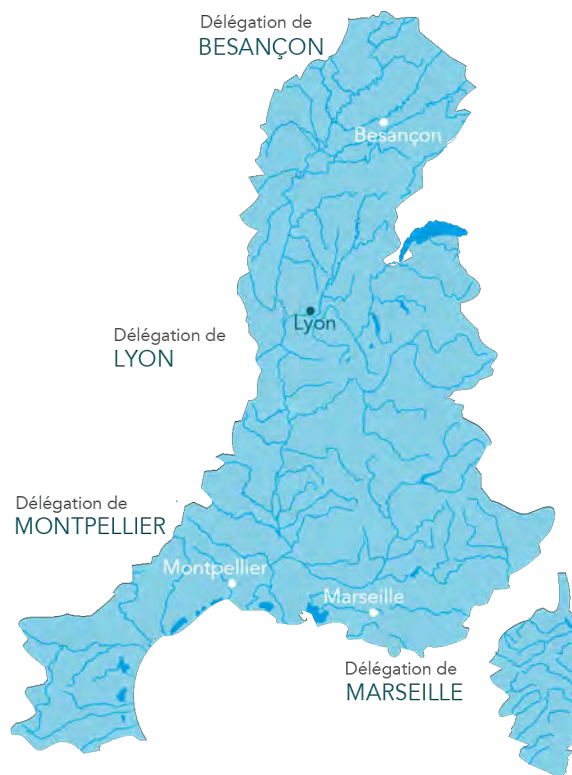 Délégation de
BESANÇON
Besançon
Lyon
Délégation de
LYON
Délégation de
MONTPELLIER
Montpellier
Marseille
Délégation de
MARSEILLE